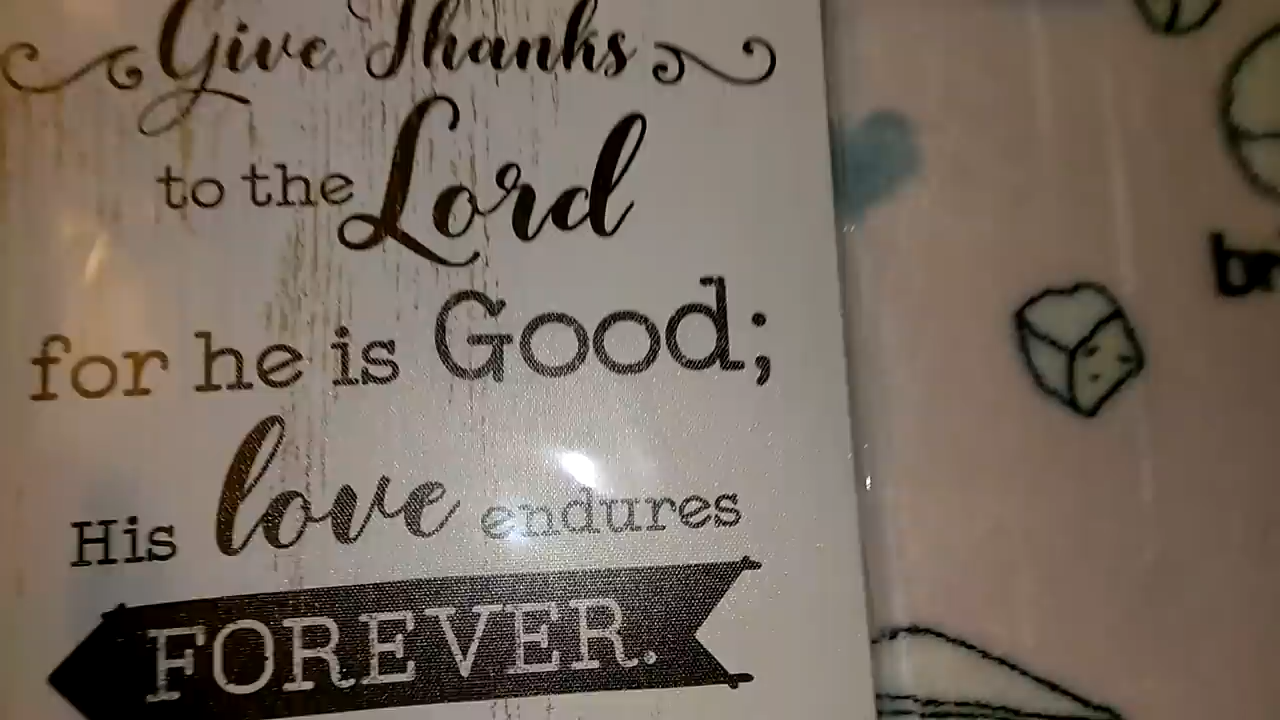 Give Thanks
to the Lord
for he is Good;
His love endures
FOREVER.